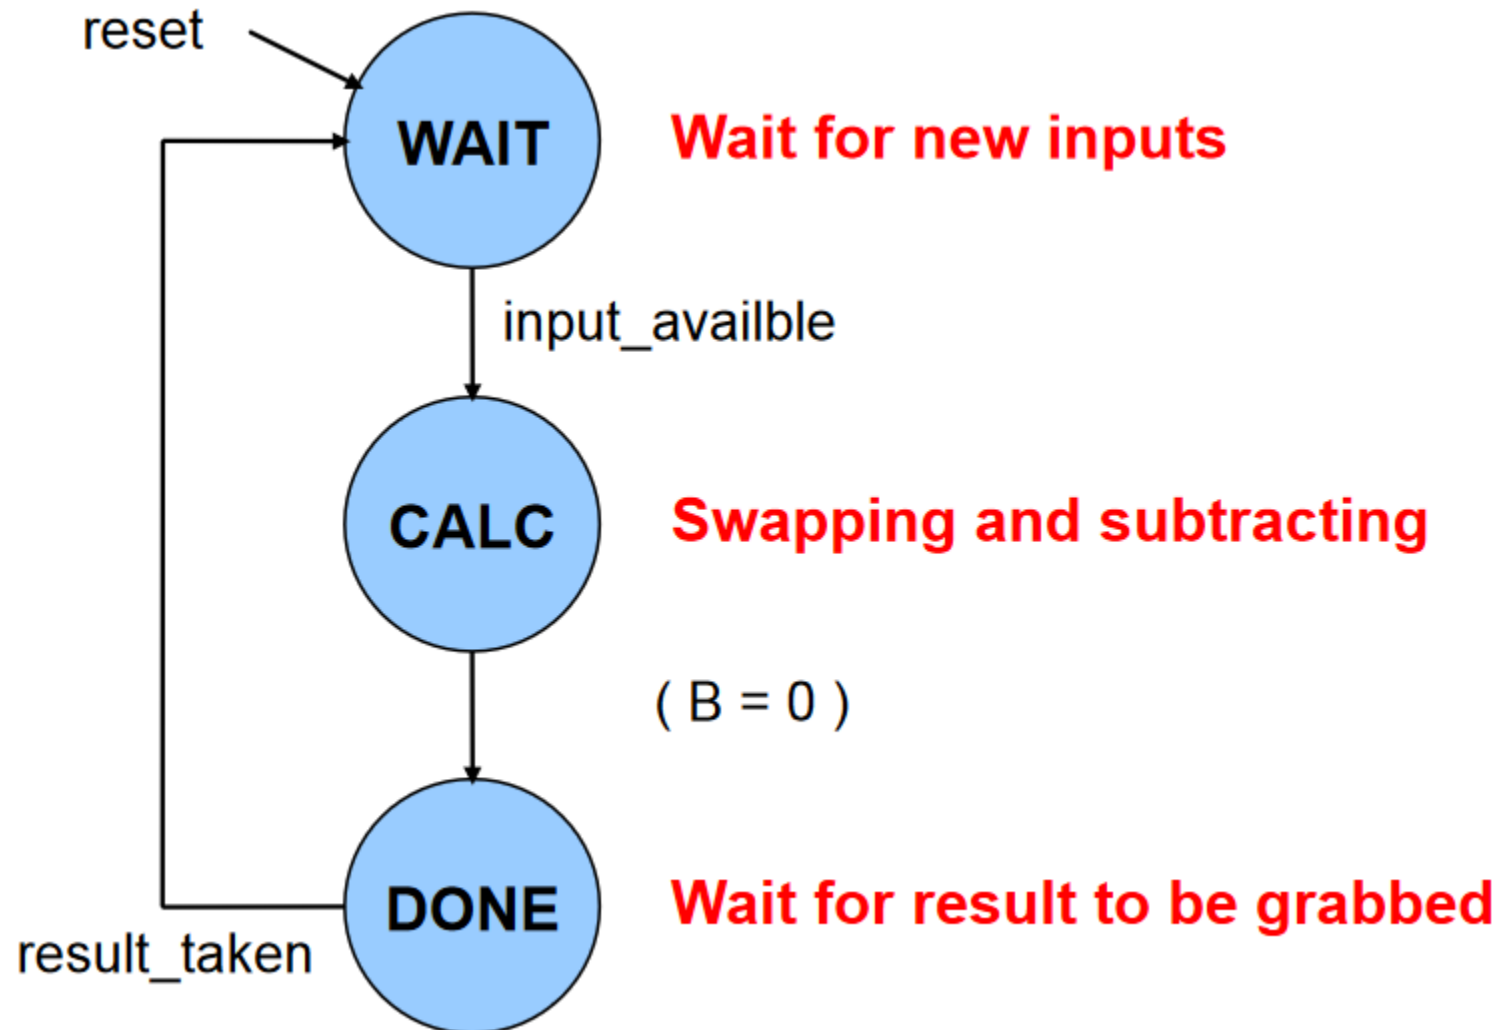 reset
WAIT
Wait for new inputs
input_availble
CALC
Swapping and subtracting
( B = 0 )
DONE
Wait for result to be grabbed
result_taken